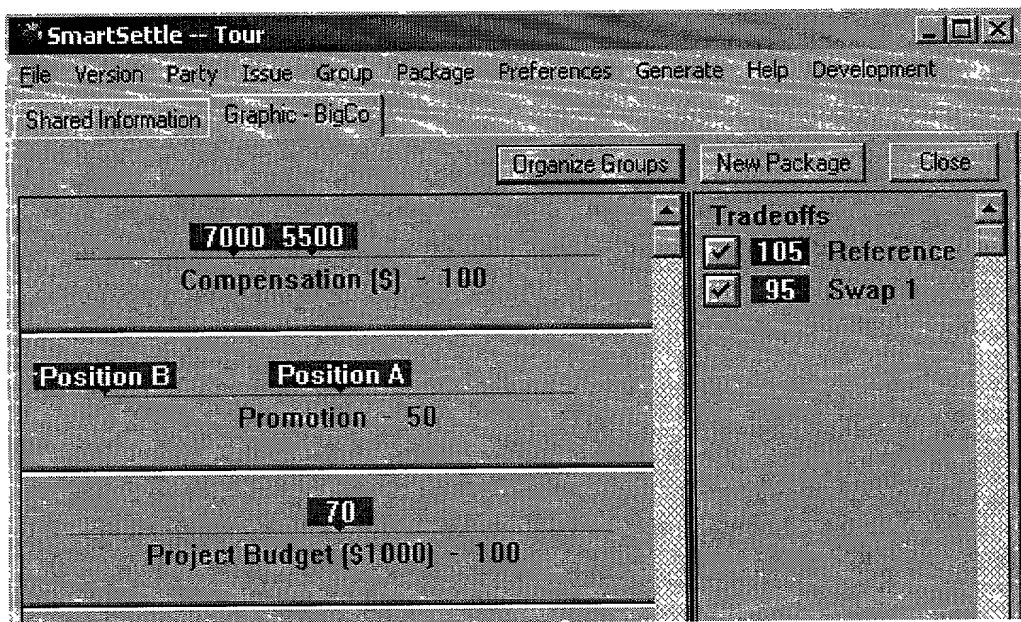 SmartSettle -- Tour
File Version Party Issue Group Package Preferences Generate Help Development
Shared Information Graphic - BigCo
Organize Groups New Package Close
7000 5500
Compensation ($) - 100
Position B Position A
Promotion - 50
70
Project Budget ($1000) - 100
Tradeoffs
105 Reference
95 Swap 1